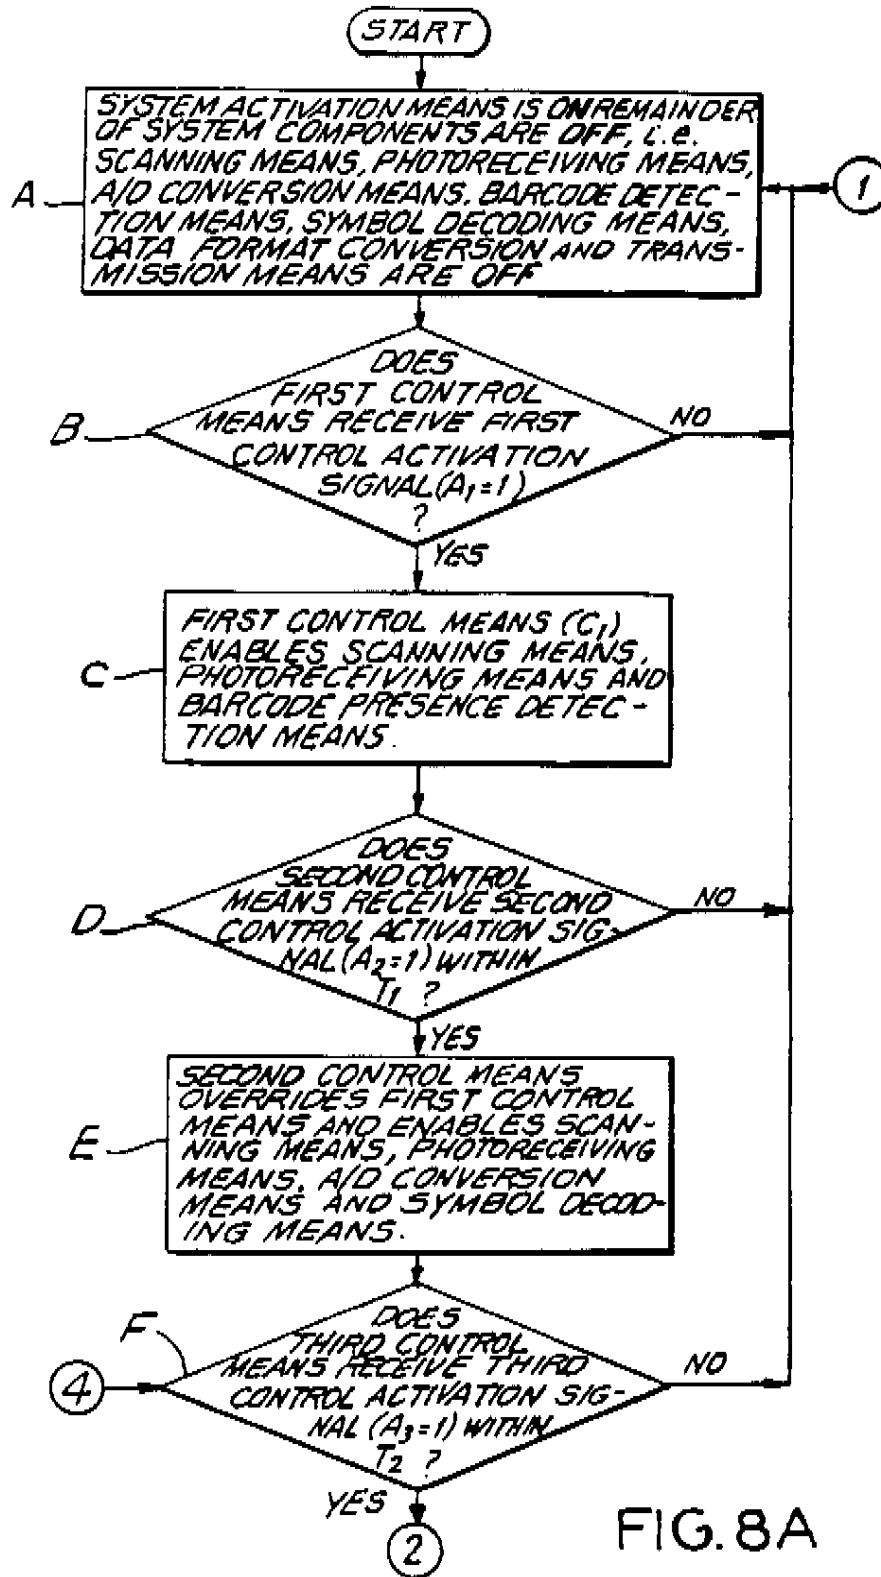 START
SYSTEM ACTIVATION MEANS IS ON REMAINDER
OF SYSTEM COMPONENTS ARE OFF, i.e.
SCANNING MEANS, PHOTORECEIVING MEANS,
A/D CONVERSION MEANS, BARCODE DETEC-
TION MEANS, SYMBOL DECODING MEANS,
DATA FORMAT CONVERSION AND TRANS-
MISSION MEANS ARE OFF
A
1
DOES
FIRST CONTROL
MEANS RECEIVE FIRST
CONTROL ACTIVATION
SIGNAL (A₁=1)
?
B
NO
YES
FIRST CONTROL MEANS (C₁)
ENABLES SCANNING MEANS,
PHOTORECEIVING MEANS AND
BARCODE PRESENCE DETEC-
TION MEANS.
C
DOES
SECOND CONTROL
MEANS RECEIVE SECOND
CONTROL ACTIVATION SIG-
NAL (A₂=1) WITHIN
T₁ ?
D
NO
YES
SECOND CONTROL MEANS
OVERRIDES FIRST CONTROL
MEANS AND ENABLES SCAN-
NING MEANS, PHOTORECEIVING
MEANS, A/D CONVERSION
MEANS AND SYMBOL DECOD-
ING MEANS.
E
DOES
THIRD CONTROL
MEANS RECEIVE THIRD
CONTROL ACTIVATION SIG-
NAL (A₃=1) WITHIN
T₂ ?
F
4
NO
YES
2
FIG. 8A